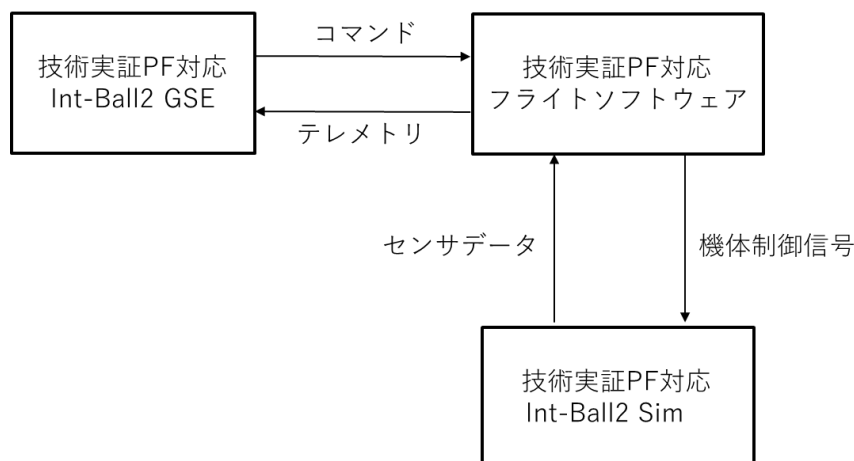 コマンド
技術実証PF対応
Int-Ball2 GSE
技術実証PF対応
フライトソフトウェア
テレメトリ
センサデータ
機体制御信号
技術実証PF対応
Int-Ball2 Sim